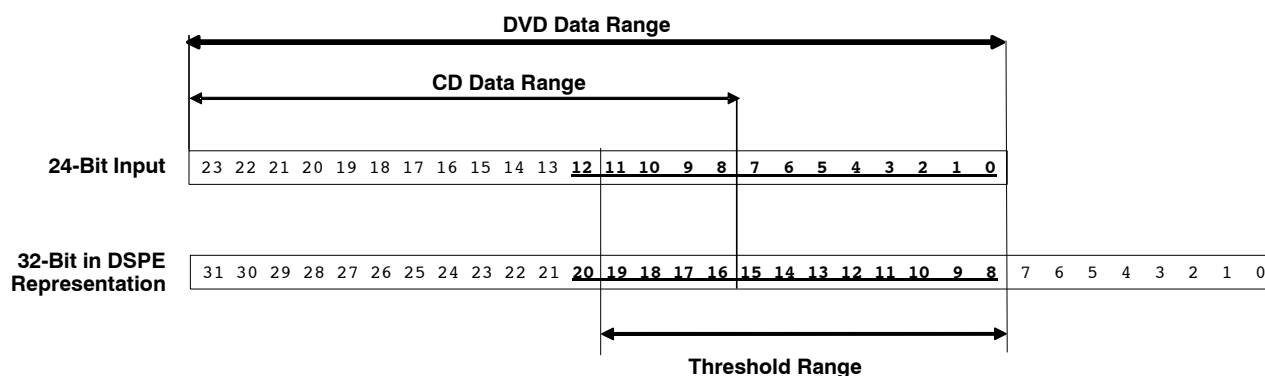 DVD Data Range
CD Data Range
24-Bit Input
23 22 21 20 19 18 17 16 15 14 13 12 11 10 9 8 7 6 5 4 3 2 1 0
32-Bit in DSPE
Representation
31 30 29 28 27 26 25 24 23 22 21 20 19 18 17 16 15 14 13 12 11 10 9 8 7 6 5 4 3 2 1 0
Threshold Range